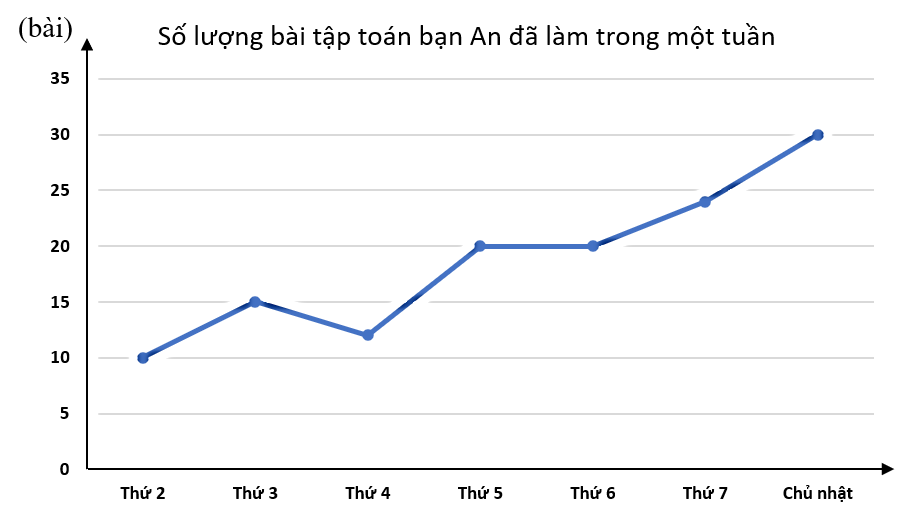 (bài)
Số lượng bài tập toán bạn An đã làm trong một tuần
35
30
25
20
15
10
5
0
Thứ 2 Thứ 3 Thứ 4 Thứ 5 Thứ 6 Thứ 7 Chủ nhật